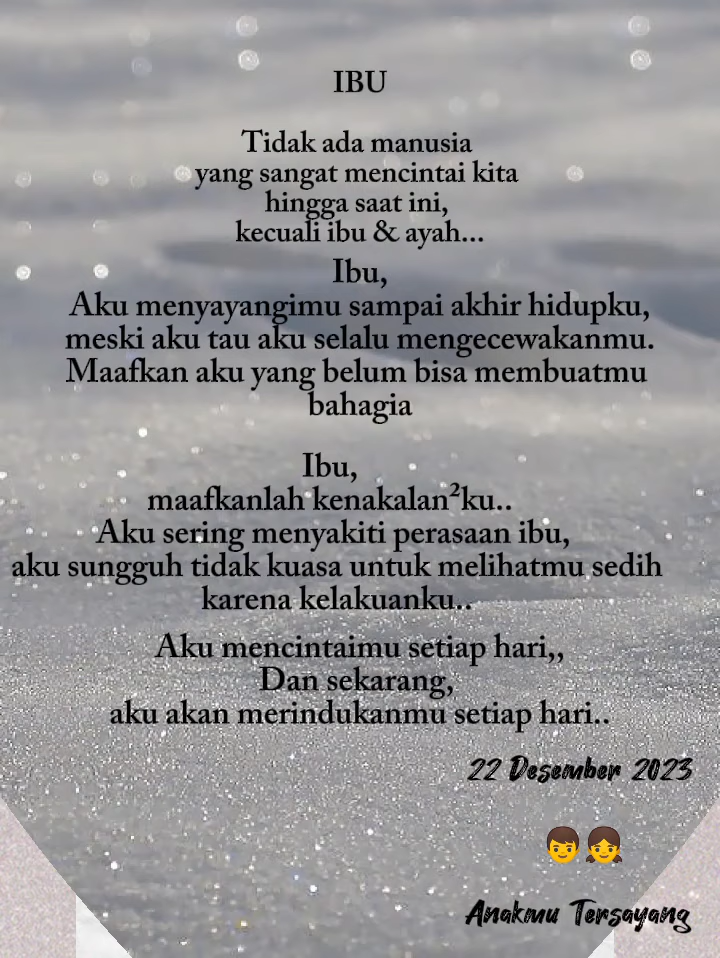 IBU
Tidak ada manusia
yang sangat mencintai kita
hingga saat ini,
kecuali ibu & ayah...
Ibu,
Aku menyayangimu sampai akhir hidupku,
meski aku tau aku selalu mengecewakanmu.
Maafkan aku yang belum bisa membuatmu
bahagia
Ibu,
maafkanlah kenakalan²ku..
Aku sering menyakiti perasaan ibu,
aku sungguh tidak kuasa untuk melihatmu sedih
karena kelakuanku..
Aku mencintaimu setiap hari,,
Dan sekarang,
aku akan merindukanmu setiap hari..
22 Desember 2023
👦👧
Anakmu Tersayang